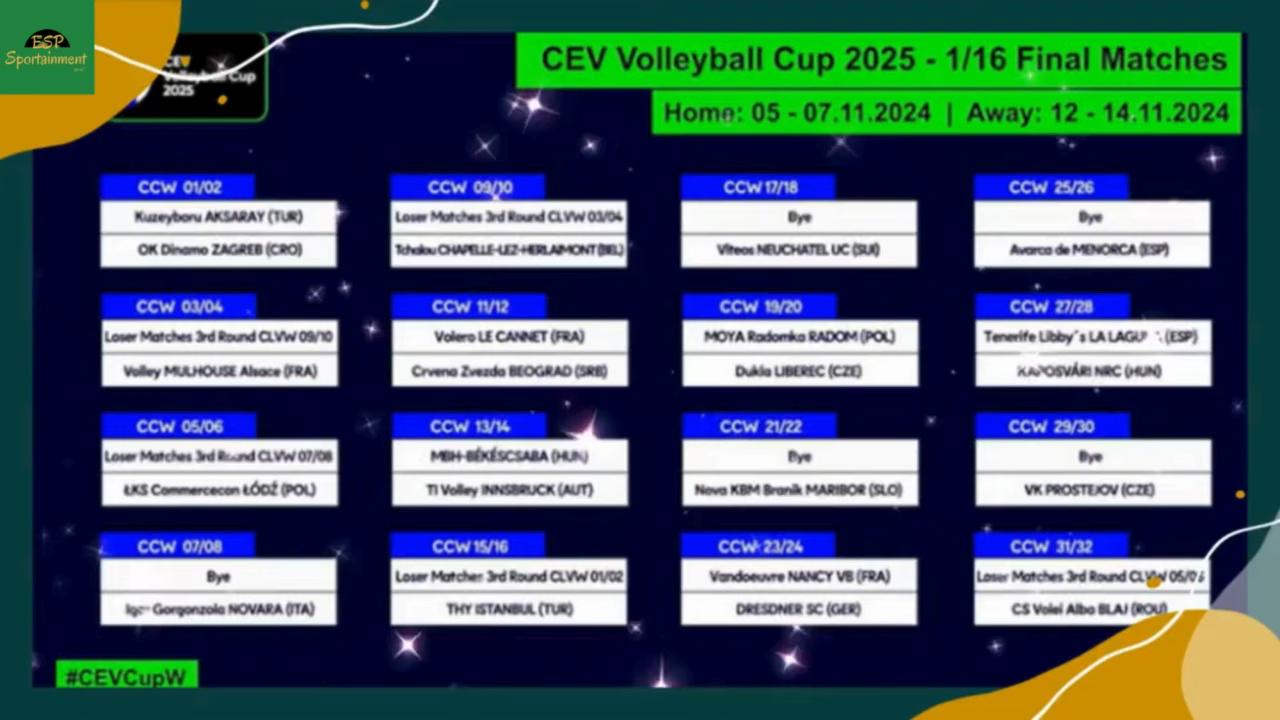 ESP
Sportainment
CEV
Volleyball Cup
2025
CEV Volleyball Cup 2025 - 1/16 Final Matches
Home: 05 - 07.11.2024 | Away: 12 - 14.11.2024
CCW 01/02
Kuzeyboru AKSARAY (TUR)
OK Dinamo ZAGREB (CRO)
CCW 03/04
Loser Matches 3rd Round CLVW 09/10
Volley MULHOUSE Alsace (FRA)
CCW 05/06
Loser Matches 3rd Round CLVW 07/08
ŁKS Commercecon ŁÓDŹ (POL)
CCW 07/08
Bye
Igor Gorgonzola NOVARA (ITA)
CCW 09/10
Loser Matches 3rd Round CLVW 03/04
Tchalou CHAPELLE-LEZ-HERLAIMONT (BEL)
CCW 11/12
Volero LE CANNET (FRA)
Crvena Zvezda BEOGRAD (SRB)
CCW 13/14
MBH-BÉKÉSCSABA (HUN)
TI Volley INNSBRUCK (AUT)
CCW 15/16
Loser Matches 3rd Round CLVW 01/02
THY ISTANBUL (TUR)
CCW 17/18
Bye
Viteos NEUCHATEL UC (SUI)
CCW 19/20
MOYA Radomka RADOM (POL)
Dukla LIBEREC (CZE)
CCW 21/22
Bye
Nova KBM Branik MARIBOR (SLO)
CCW 23/24
Vandoeuvre NANCY VB (FRA)
DRESDNER SC (GER)
CCW 25/26
Bye
Avarca de MENORCA (ESP)
CCW 27/28
Tenerife Libby´s LA (ESP)
KAPOSVÁRI NRC (HUN)
CCW 29/30
Bye
VK PROSTEJOV (CZE)
CCW 31/32
Loser Matches 3rd Round CLVW 05/06
CS Volei Alba BLAJ (ROU)
#CEVCupW